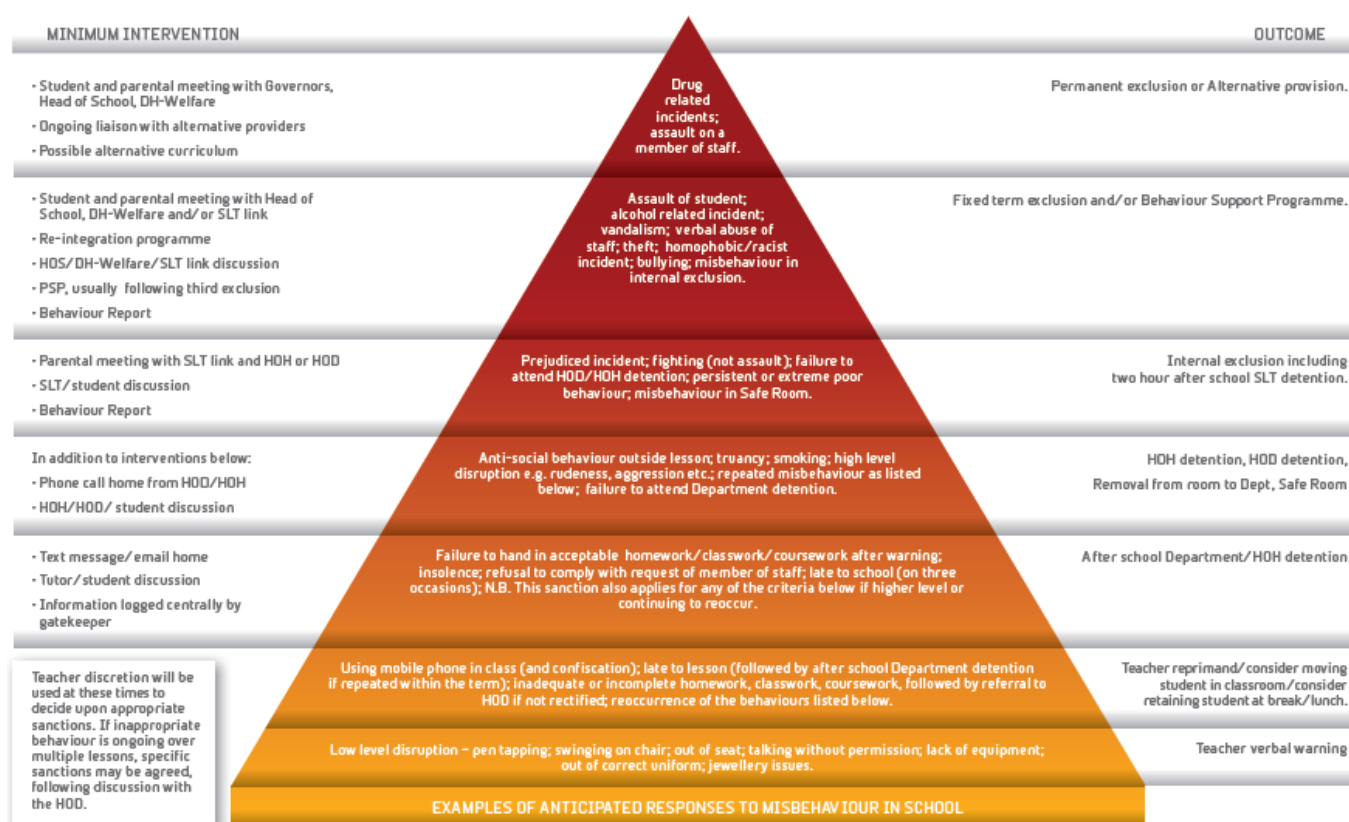 MINIMUM INTERVENTION
OUTCOME
- Student and parental meeting with Governors,
Head of School, DH-Welfare
- Ongoing liaison with alternative providers
- Possible alternative curriculum
Drug
related
incidents;
assault on a
member of staff.
Permanent exclusion or Alternative provision.
- Student and parental meeting with Head of
School, DH-Welfare and/or SLT link
- Re-integration programme
- HOS/DH-Welfare/SLT link discussion
- PSP, usually following third exclusion
- Behaviour Report
Assault of student;
alcohol related incident;
vandalism; verbal abuse of
staff; theft; homophobic/racist
incident; bullying; misbehaviour in
internal exclusion.
Fixed term exclusion and/or Behaviour Support Programme.
- Parental meeting with SLT link and HOH or HOD
- SLT/student discussion
- Behaviour Report
Prejudiced incident; fighting (not assault); failure to
attend HOD/HOH detention; persistent or extreme poor
behaviour; misbehaviour in Safe Room.
Internal exclusion including
two hour after school SLT detention.
In addition to interventions below:
- Phone call home from HOD/HOH
- HOH/HOD/ student discussion
Anti-social behaviour outside lesson; truancy; smoking; high level
disruption e.g. rudeness, aggression etc.; repeated misbehaviour as listed
below; failure to attend Department detention.
HOH detention, HOD detention,
Removal from room to Dept, Safe Room
- Text message/email home
- Tutor/student discussion
- Information logged centrally by
gatekeeper
Failure to hand in acceptable homework/classwork/coursework after warning;
insolence; refusal to comply with request of member of staff; late to school (on three
occasions); N.B. This sanction also applies for any of the criteria below if higher level or
continuing to reoccur.
After school Department/HOH detention
Teacher discretion will be
used at these times to
decide upon appropriate
sanctions. If inappropriate
behaviour is ongoing over
multiple lessons, specific
sanctions may be agreed,
following discussion with
the HOD.
Using mobile phone in class (and confiscation); late to lesson (followed by after school Department detention
if repeated within the term); inadequate or incomplete homework, classwork, coursework, followed by referral to
HOD if not rectified; reoccurrence of the behaviours listed below.
Teacher reprimand/consider moving
student in classroom/consider
retaining student at break/lunch.
Low level disruption – pen tapping; swinging on chair; out of seat; talking without permission; lack of equipment;
out of correct uniform; jewellery issues.
Teacher verbal warning
EXAMPLES OF ANTICIPATED RESPONSES TO MISBEHAVIOUR IN SCHOOL